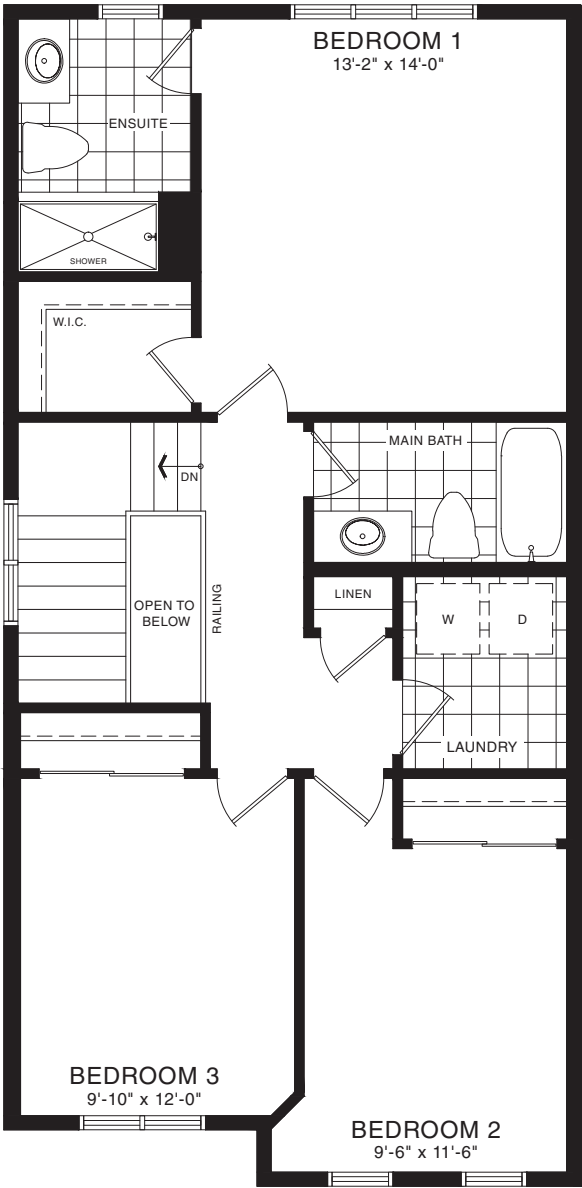 BEDROOM 1
13'-2" x 14'-0"
ENSUITE
SHOWER
W.I.C.
MAIN BATH
DN
OPEN TO
BELOW
RAILING
LINEN
W
D
LAUNDRY
BEDROOM 3
9'-10" x 12'-0"
BEDROOM 2
9'-6" x 11'-6"